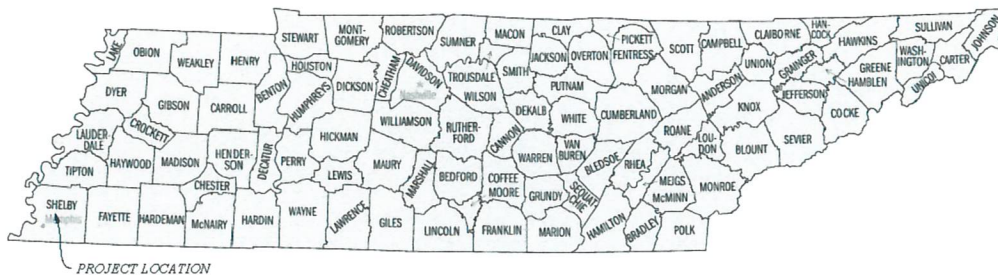 LAKE
OBION
WEAKLEY
HENRY
STEWART
MONT-
GOMERY
ROBERTSON
SUMNER
MACON
CLAY
PICKETT
FENTRESS
SCOTT
CAMPBELL
CLAIBORNE
HAN-
COCK
HAWKINS
SULLIVAN
JOHNSON
HOUSTON
CHEATHAM
DAVIDSON
Nashville
TROUSDALE
SMITH
JACKSON
OVERTON
UNION
GRAINGER
WASH-
INGTON
CARTER
UNICOI
GREENE
HAMBLEN
DYER
GIBSON
CARROLL
BENTON
HUMPHREYS
DICKSON
WILSON
PUTNAM
MORGAN
ANDERSON
KNOX
JEFFERSON
COCKE
CROCKETT
LAUDER-
DALE
HICKMAN
WILLIAMSON
RUTHER-
FORD
DEKALB
CANNON
WHITE
CUMBERLAND
ROANE
LOU-
DON
BLOUNT
SEVIER
TIPTON
HAYWOOD
MADISON
HENDER-
SON
DECATUR
PERRY
LEWIS
MAURY
MARSHALL
BEDFORD
COFFEE
MOORE
WARREN
VAN
BUREN
BLEDSOE
RHEA
MEIGS
McMINN
MONROE
CHESTER
GRUNDY
SEQUAT-
CHIE
SHELBY
Memphis
FAYETTE
HARDEMAN
McNAIRY
HARDIN
WAYNE
LAWRENCE
GILES
LINCOLN
FRANKLIN
MARION
HAMILTON
BRADLEY
POLK
PROJECT LOCATION